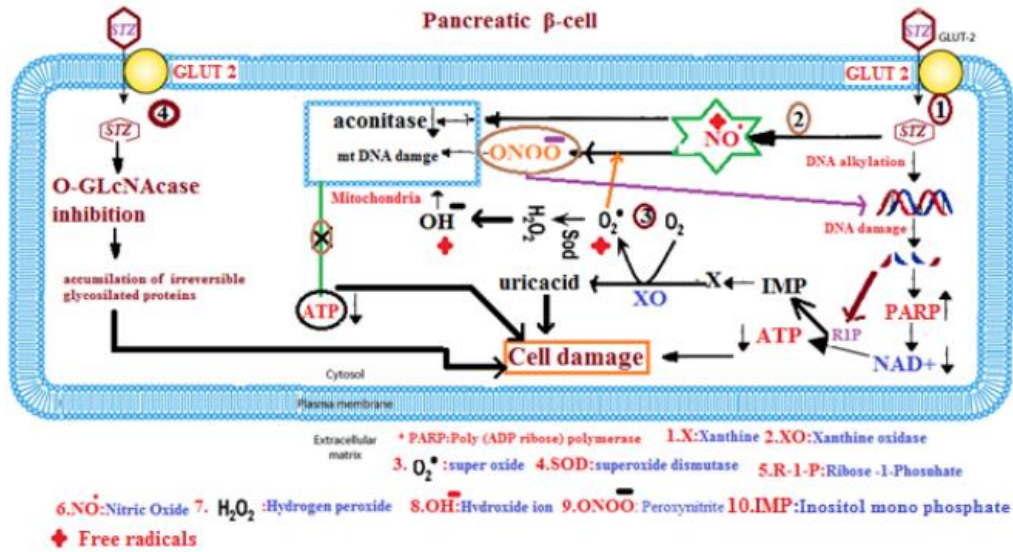 Pancreatic β-cell
STZ
STZ
GLUT-2
GLUT 2
GLUT 2
4
1
STZ
aconitase
NO•
2
STZ
mt DNA damge
ONOO
DNA alkylation
O-GLcNAcase
inhibition
Mitochondria
DNA damage
OH
H2O2
Sod
O2•
3
O2
accumilation of irreversible
glycosilated proteins
uricacid
XO
X
IMP
PARP
ATP
ATP
R1P
NAD+
Cell damage
Cytosol
Plasma membrane
Extracellular
matrix
* PARP:Poly (ADP ribose) polymerase 1.X:Xanthine 2.XO:Xanthine oxidase
3. O2• :super oxide 4.SOD:superoxide dismutase 5.R-1-P:Ribose -1-Phosphate
6.NO•:Nitric Oxide 7. H2O2 :Hydrogen peroxide 8.OH−:Hydroxide ion 9.ONOO−: Peroxynitrite 10.IMP:Inositol mono phosphate
Free radicals